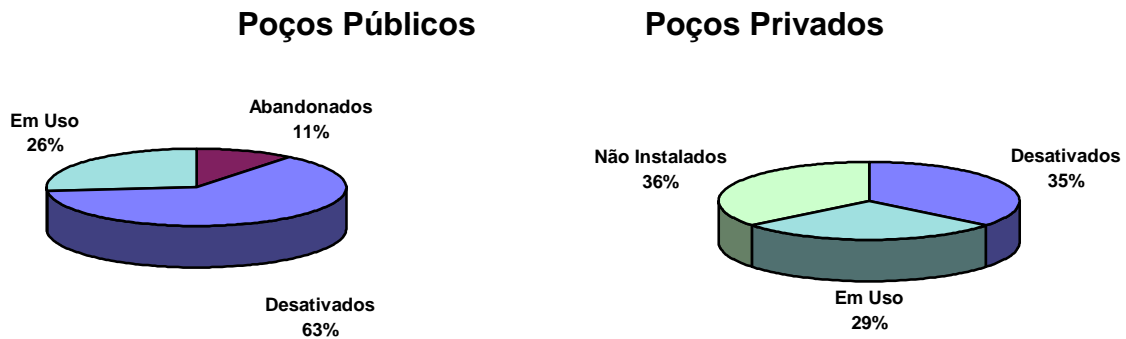 Poços Públicos
Abandonados
11%
Em Uso
26%
Desativados
63%
Poços Privados
Não Instalados
36%
Desativados
35%
Em Uso
29%